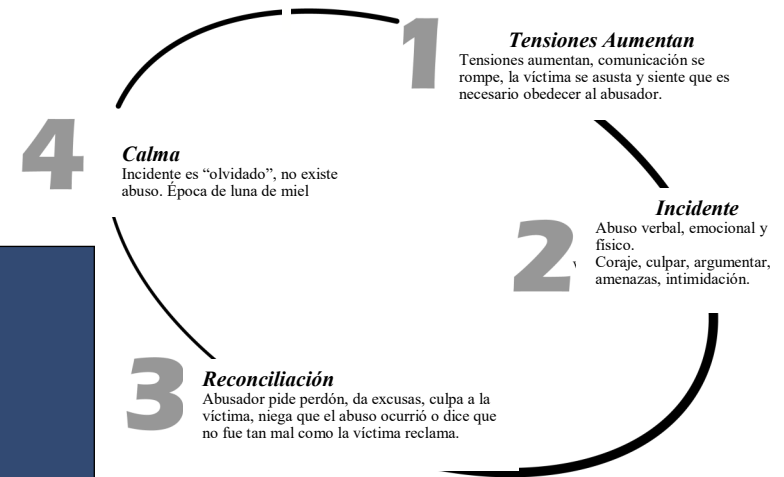 1
Tensiones Aumentan
Tensiones aumentan, comunicación se
rompe, la víctima se asusta y siente que es
necesario obedecer al abusador.
2
Incidente
Abuso verbal, emocional y
físico.
Coraje, culpar, argumentar,
amenazas, intimidación.
3
Reconciliación
Abusador pide perdón, da excusas, culpa a la
víctima, niega que el abuso ocurrió o dice que
no fue tan mal como la víctima reclama.
4
Calma
Incidente es “olvidado”, no existe
abuso. Época de luna de miel